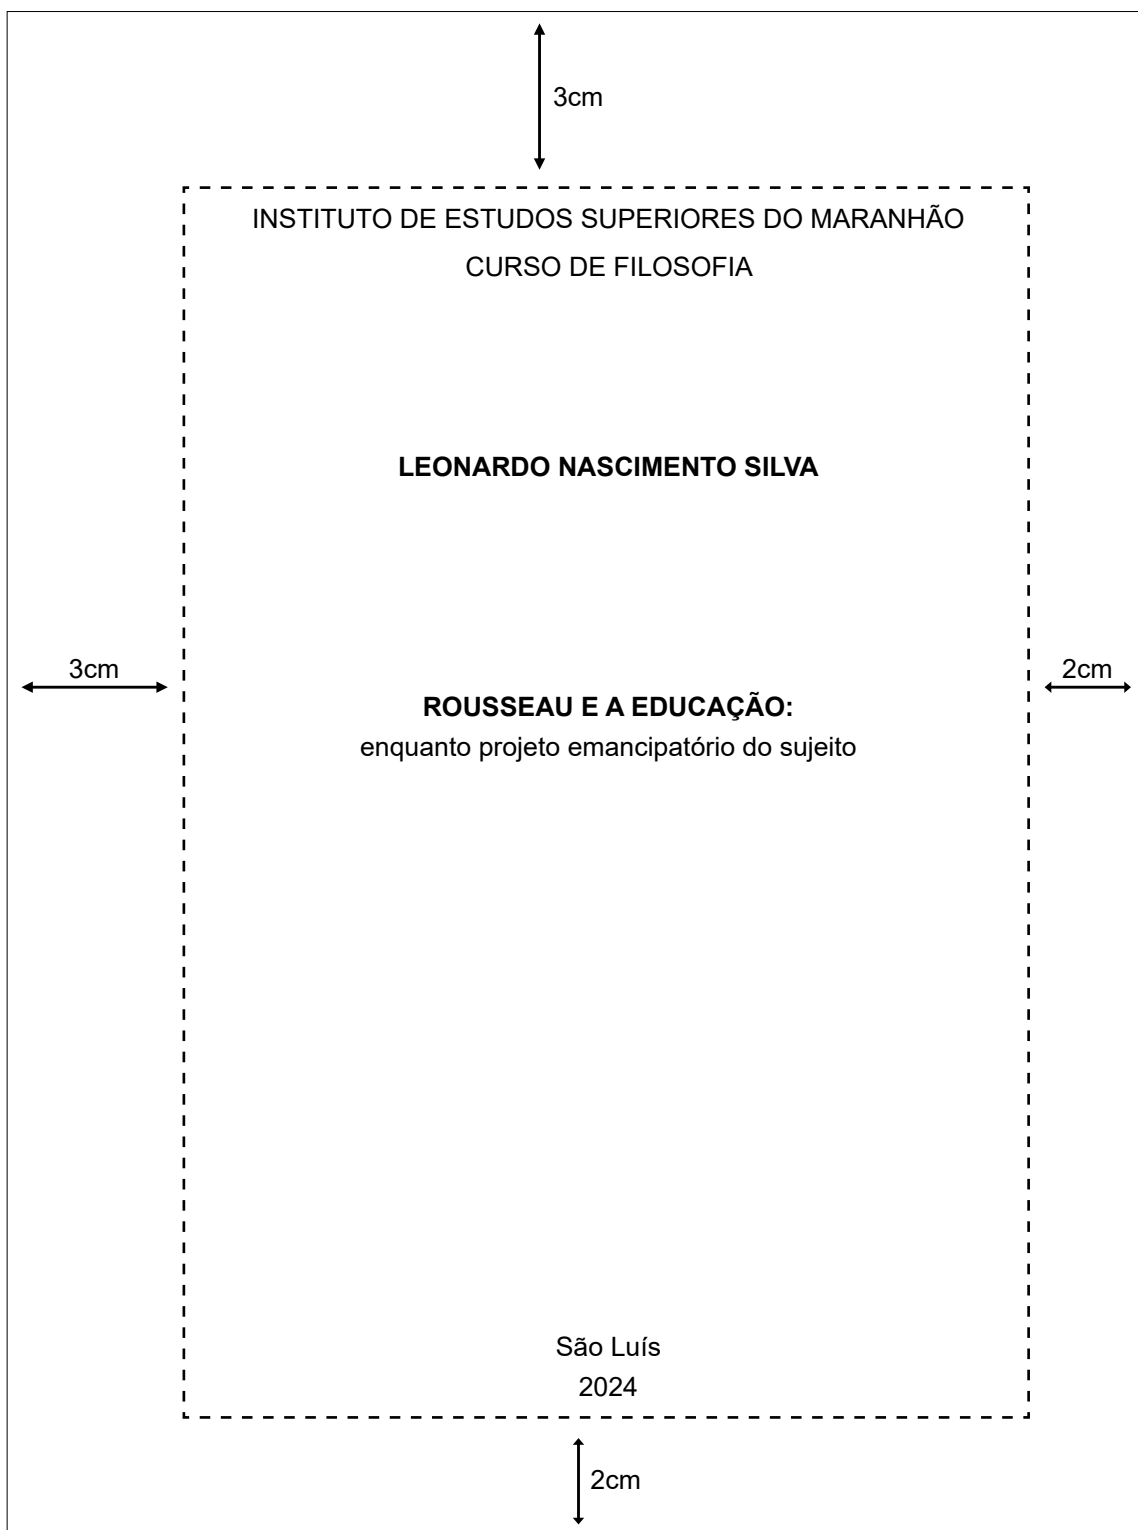 3cm
INSTITUTO DE ESTUDOS SUPERIORES DO MARANHÃO
CURSO DE FILOSOFIA
LEONARDO NASCIMENTO SILVA
3cm
2cm
ROUSSEAU E A EDUCAÇÃO:
enquanto projeto emancipatório do sujeito
São Luís
2024
2cm